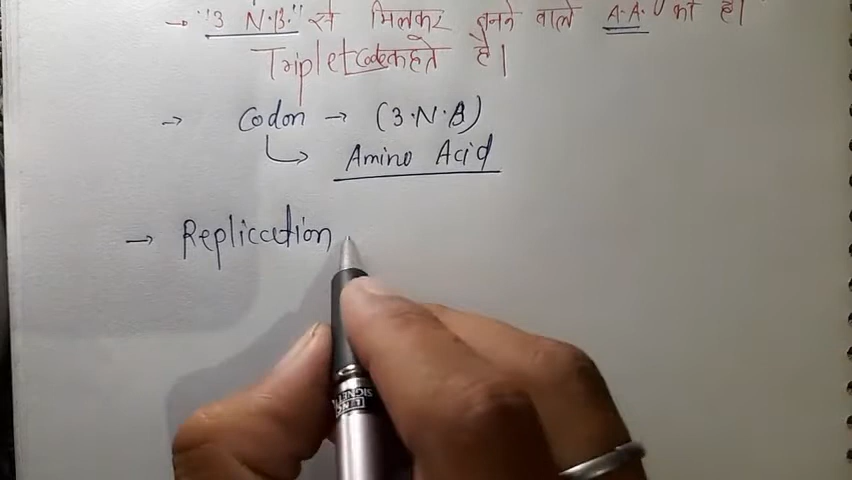 → "3 N.B." से मिलकर बनने वाले A.A. को है।
Triplet code कहते है।
→ Codon → (3.N.B)
Amino Acid
→ Replication